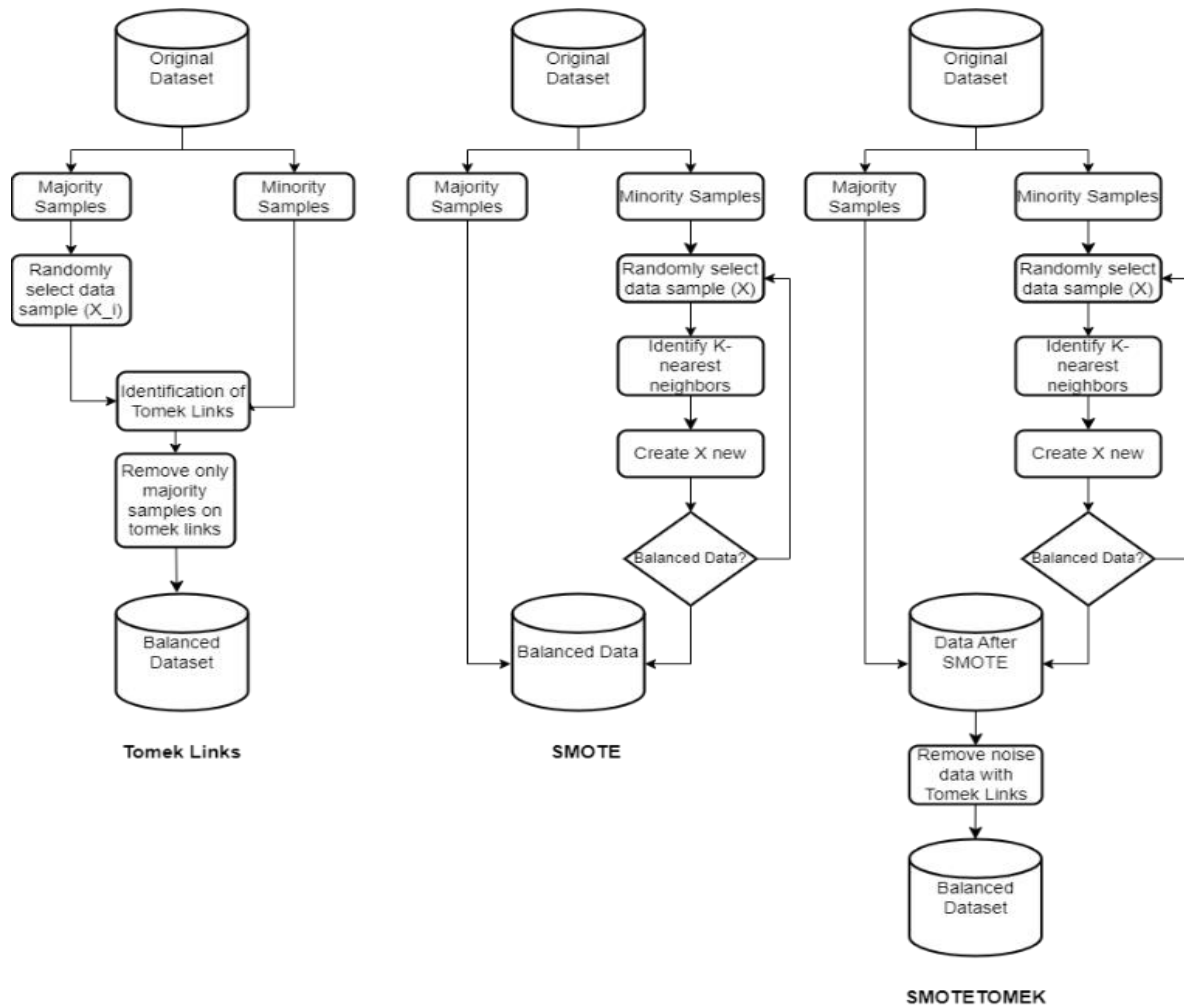 Original
Dataset
Majority
Samples
Minority
Samples
Randomly
select data
sample (X_i)
Identification of
Tomek Links
Remove only
majority
samples on
tomek links
Balanced
Dataset
Tomek Links
Original
Dataset
Majority
Samples
Minority Samples
Randomly select
data sample (X)
Identify K-
nearest
neighbors
Create X new
Balanced Data?
Balanced Data
SMOTE
Original
Dataset
Majority
Samples
Minority Samples
Randomly select
data sample (X)
Identify K-
nearest
neighbors
Create X new
Balanced Data?
Data After
SMOTE
Remove noise
data with
Tomek Links
Balanced
Dataset
SMOTETOMEK